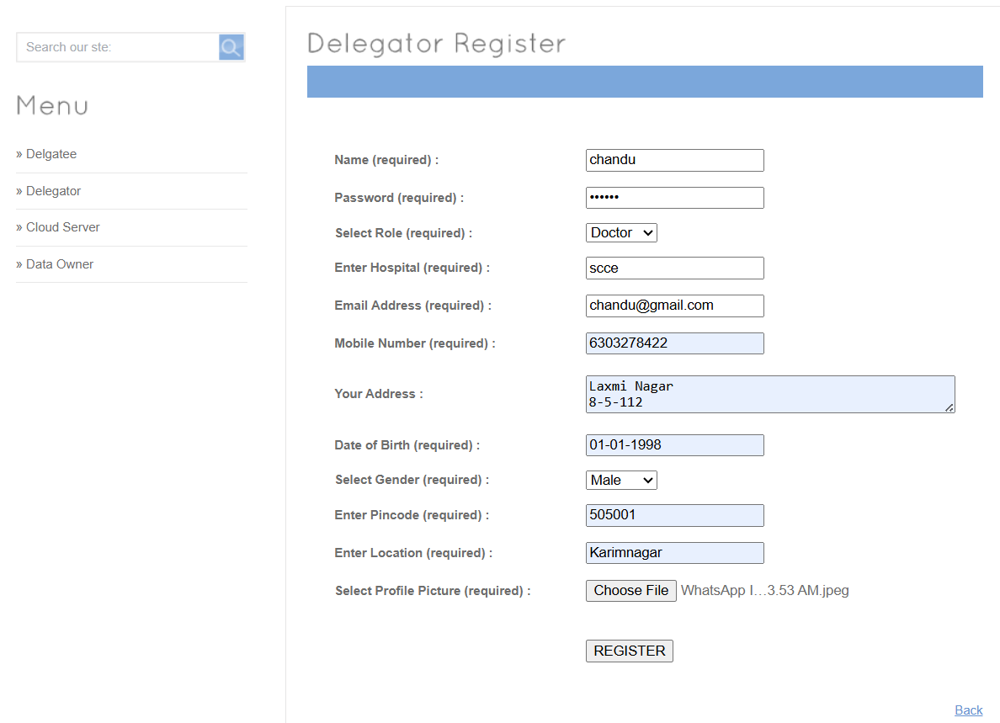 Search our ste:
Menu
» Delgatee
» Delegator
» Cloud Server
» Data Owner
Delegator Register
Name (required) : chandu
Password (required) : ••••••
Select Role (required) : Doctor
Enter Hospital (required) : scce
Email Address (required) : chandu@gmail.com
Mobile Number (required) : 6303278422
Your Address : Laxmi Nagar
8-5-112
Date of Birth (required) : 01-01-1998
Select Gender (required) : Male
Enter Pincode (required) : 505001
Enter Location (required) : Karimnagar
Select Profile Picture (required) : Choose File WhatsApp I…3.53 AM.jpeg
REGISTER
Back